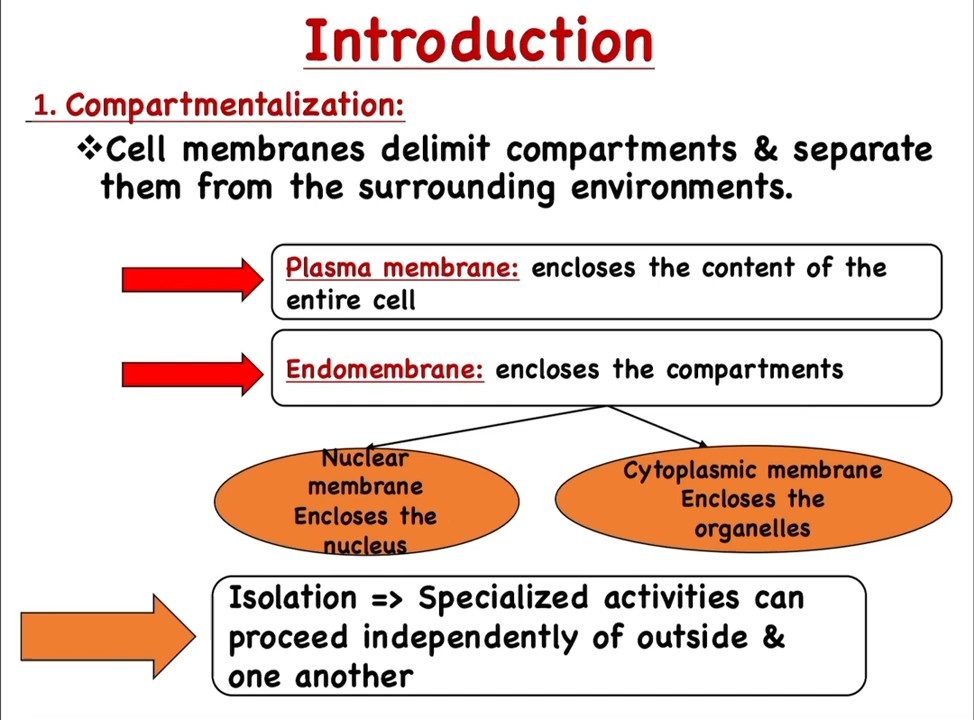 Introduction
1. Compartmentalization:
❖Cell membranes delimit compartments & separate
them from the surrounding environments.
Plasma membrane: encloses the content of the
entire cell
Endomembrane: encloses the compartments
Nuclear
membrane
Encloses the
nucleus
Cytoplasmic membrane
Encloses the
organelles
Isolation => Specialized activities can
proceed independently of outside &
one another